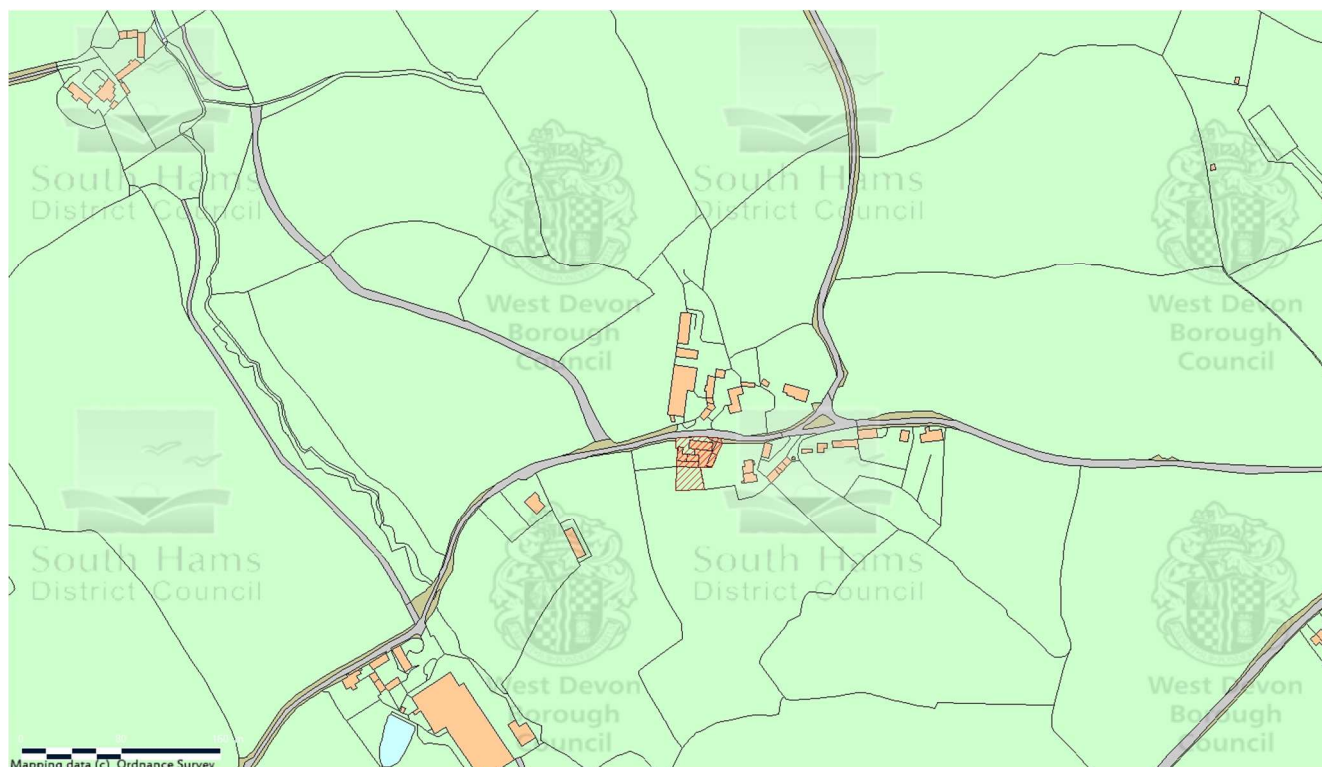 South Hams
District Council
South Hams
District Council
West Devon
Borough
Council
West Devon
Borough
Council
South Hams
District Council
South Hams
District Council
West Devon
Borough
Council
West Devon
Borough
Council
Mapping data (c) Ordnance Survey